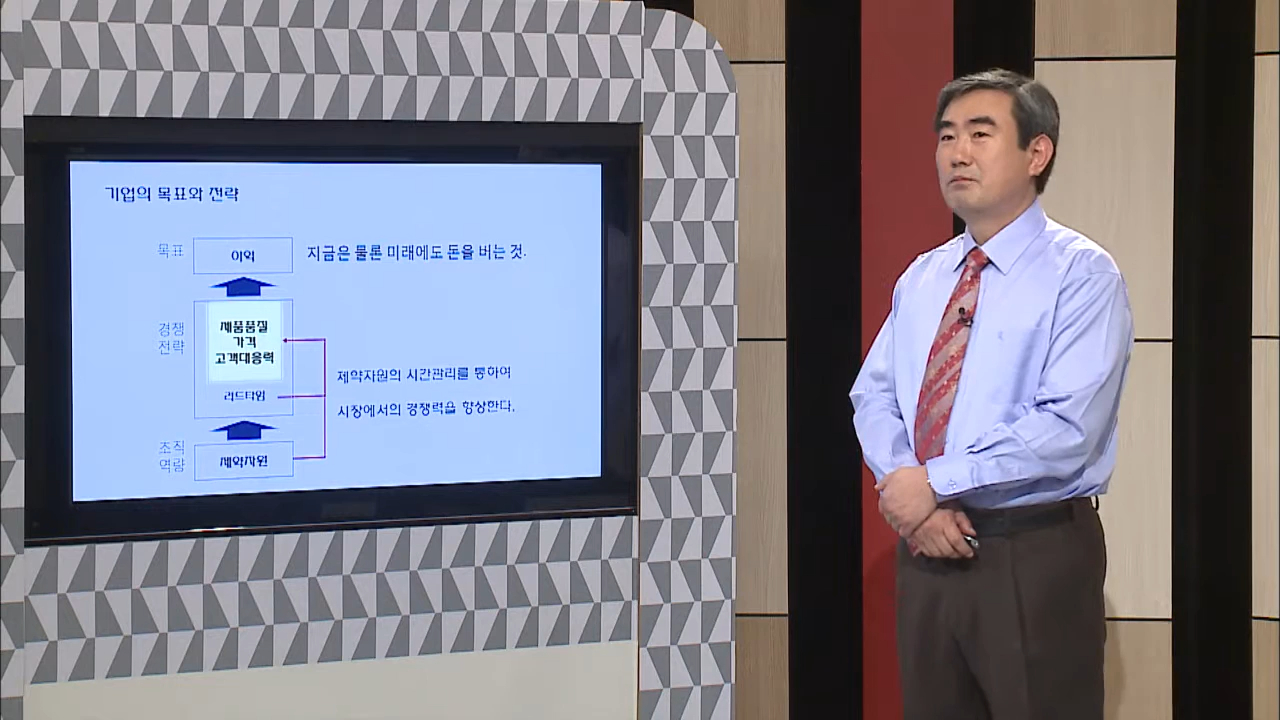 기업의 목표와 전략
목표
이익
지금은 물론 미래에도 돈을 버는 것.
경쟁
전략
제품품질
가격
고객대응력
리드타임
제약자원의 시간관리를 통하여
시장에서의 경쟁력을 향상한다.
조직
역량
제약자원